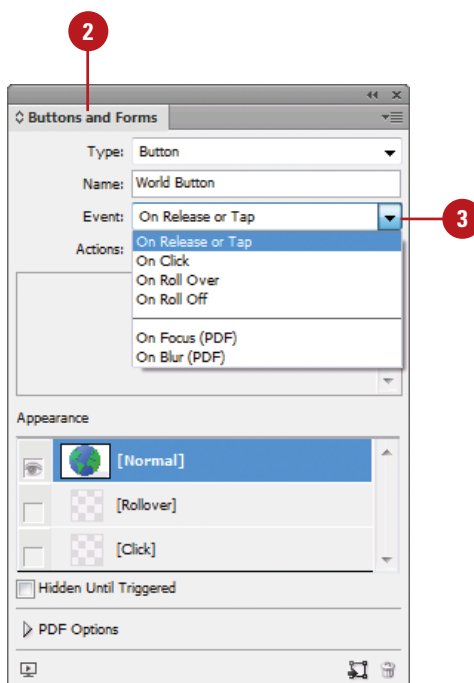 2
Buttons and Forms
Type: Button
Name: World Button
Event: On Release or Tap
3
Actions:
On Release or Tap
On Click
On Roll Over
On Roll Off
On Focus (PDF)
On Blur (PDF)
Appearance
[Normal]
[Rollover]
[Click]
Hidden Until Triggered
PDF Options